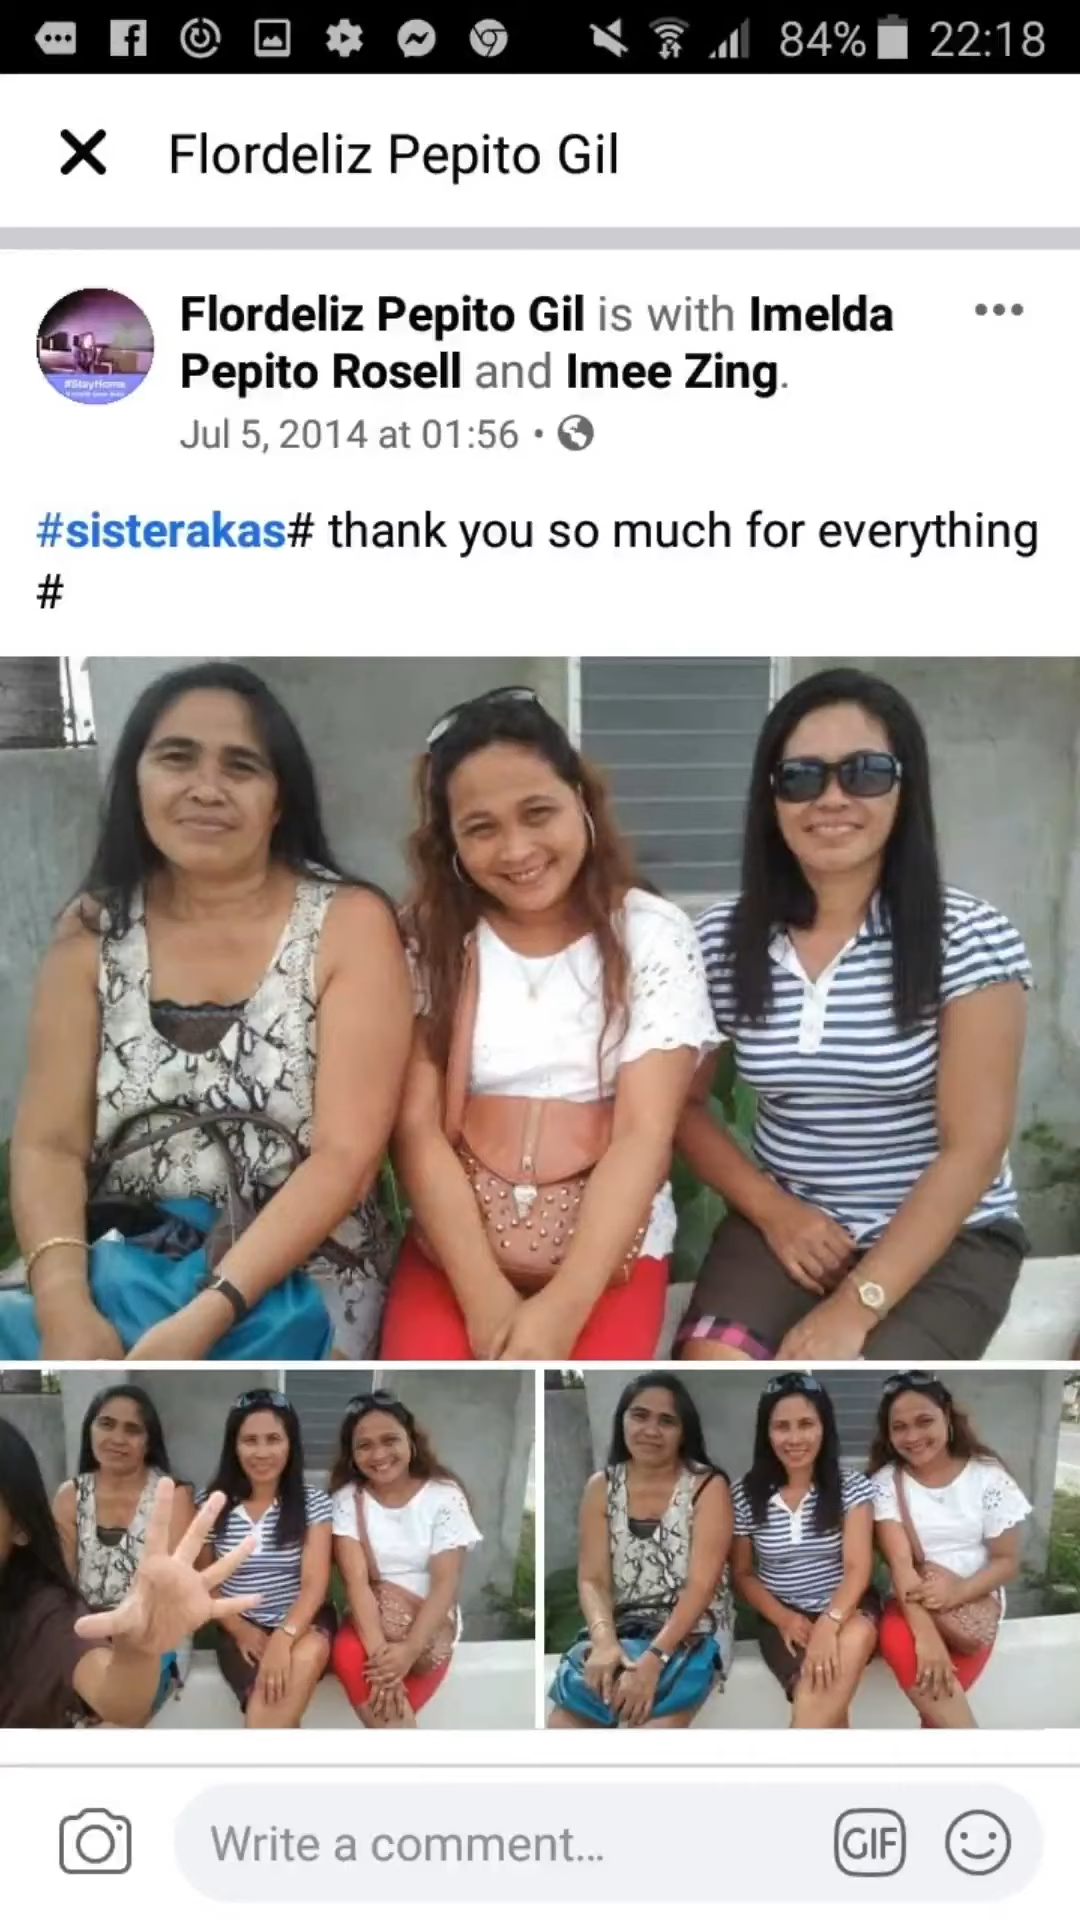 84% 22:18
Flordeliz Pepito Gil
Flordeliz Pepito Gil is with Imelda
Pepito Rosell and Imee Zing.
Jul 5, 2014 at 01:56 •
#sisterakas# thank you so much for everything
#
#StayHome
Write a comment...
GIF